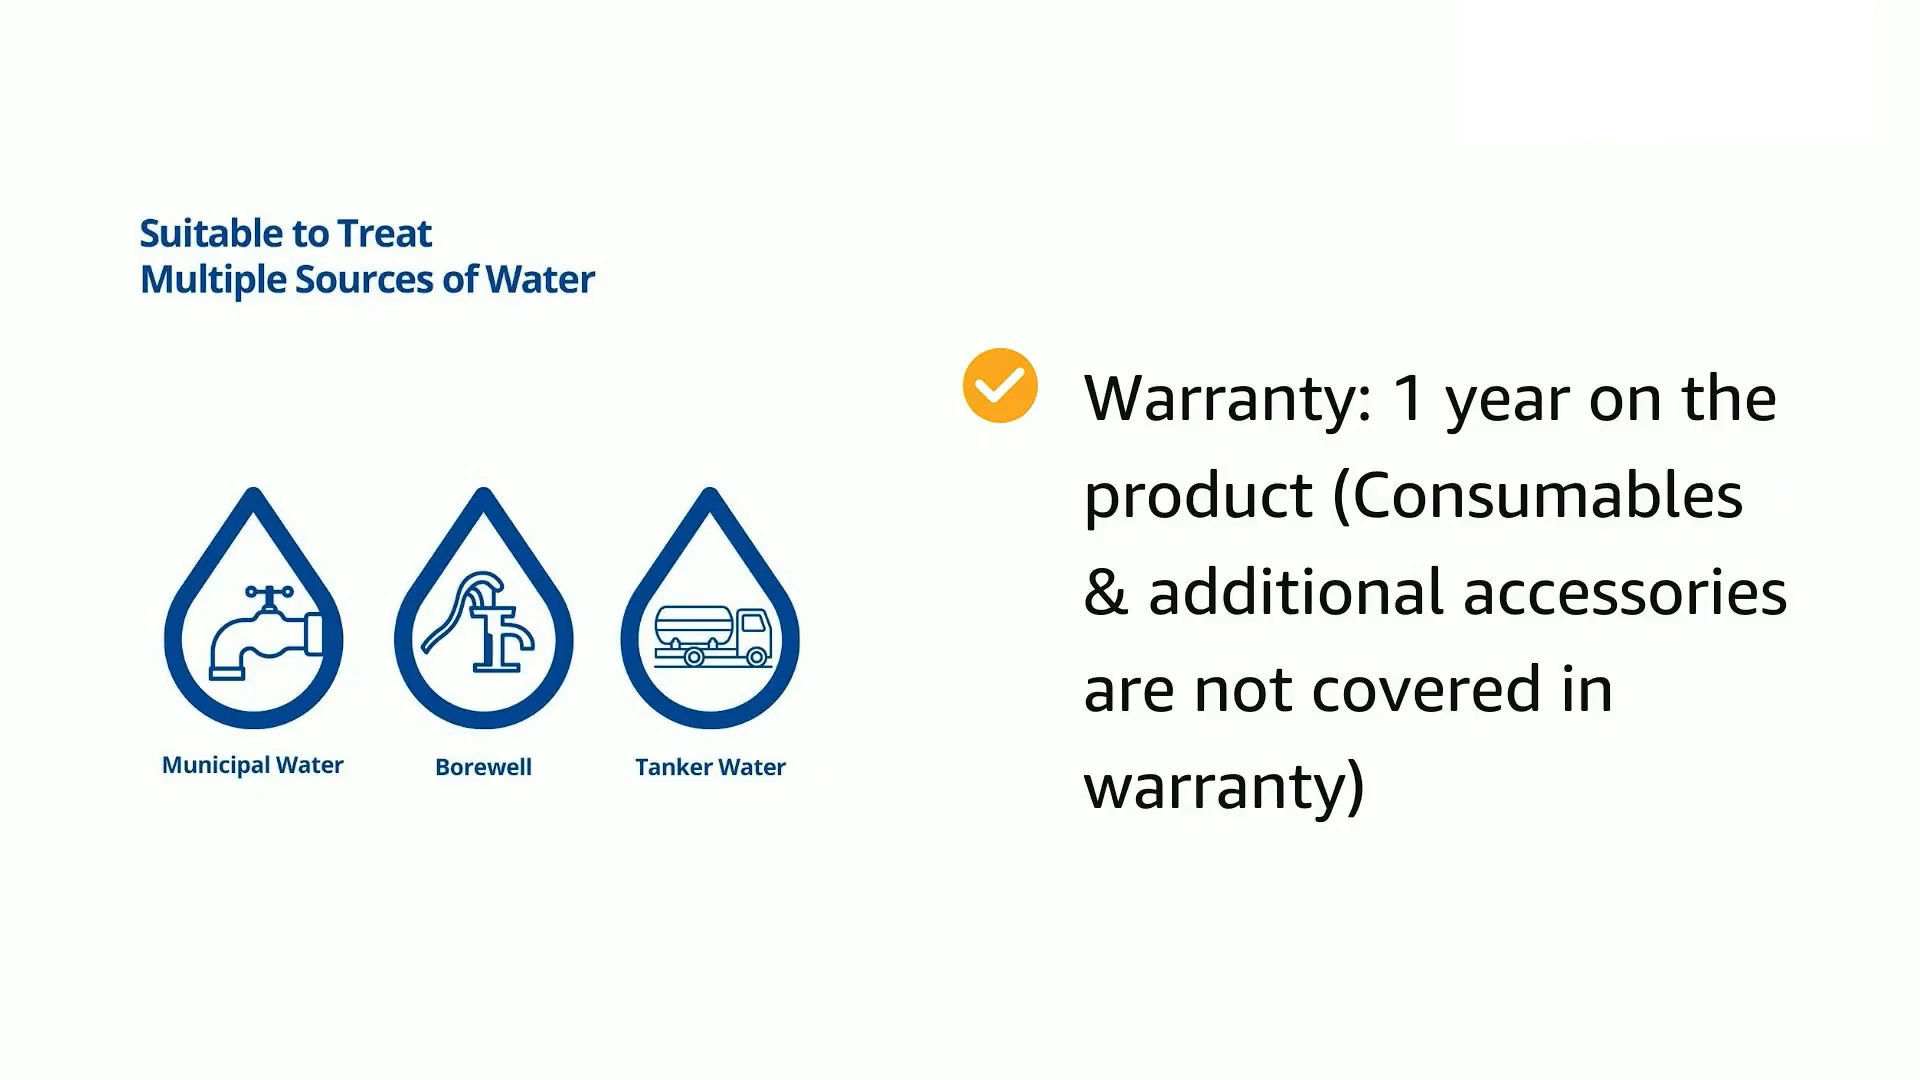 Suitable to Treat
Multiple Sources of Water
Municipal Water
Borewell
Tanker Water
Warranty: 1 year on the
product (Consumables
& additional accessories
are not covered in
warranty)